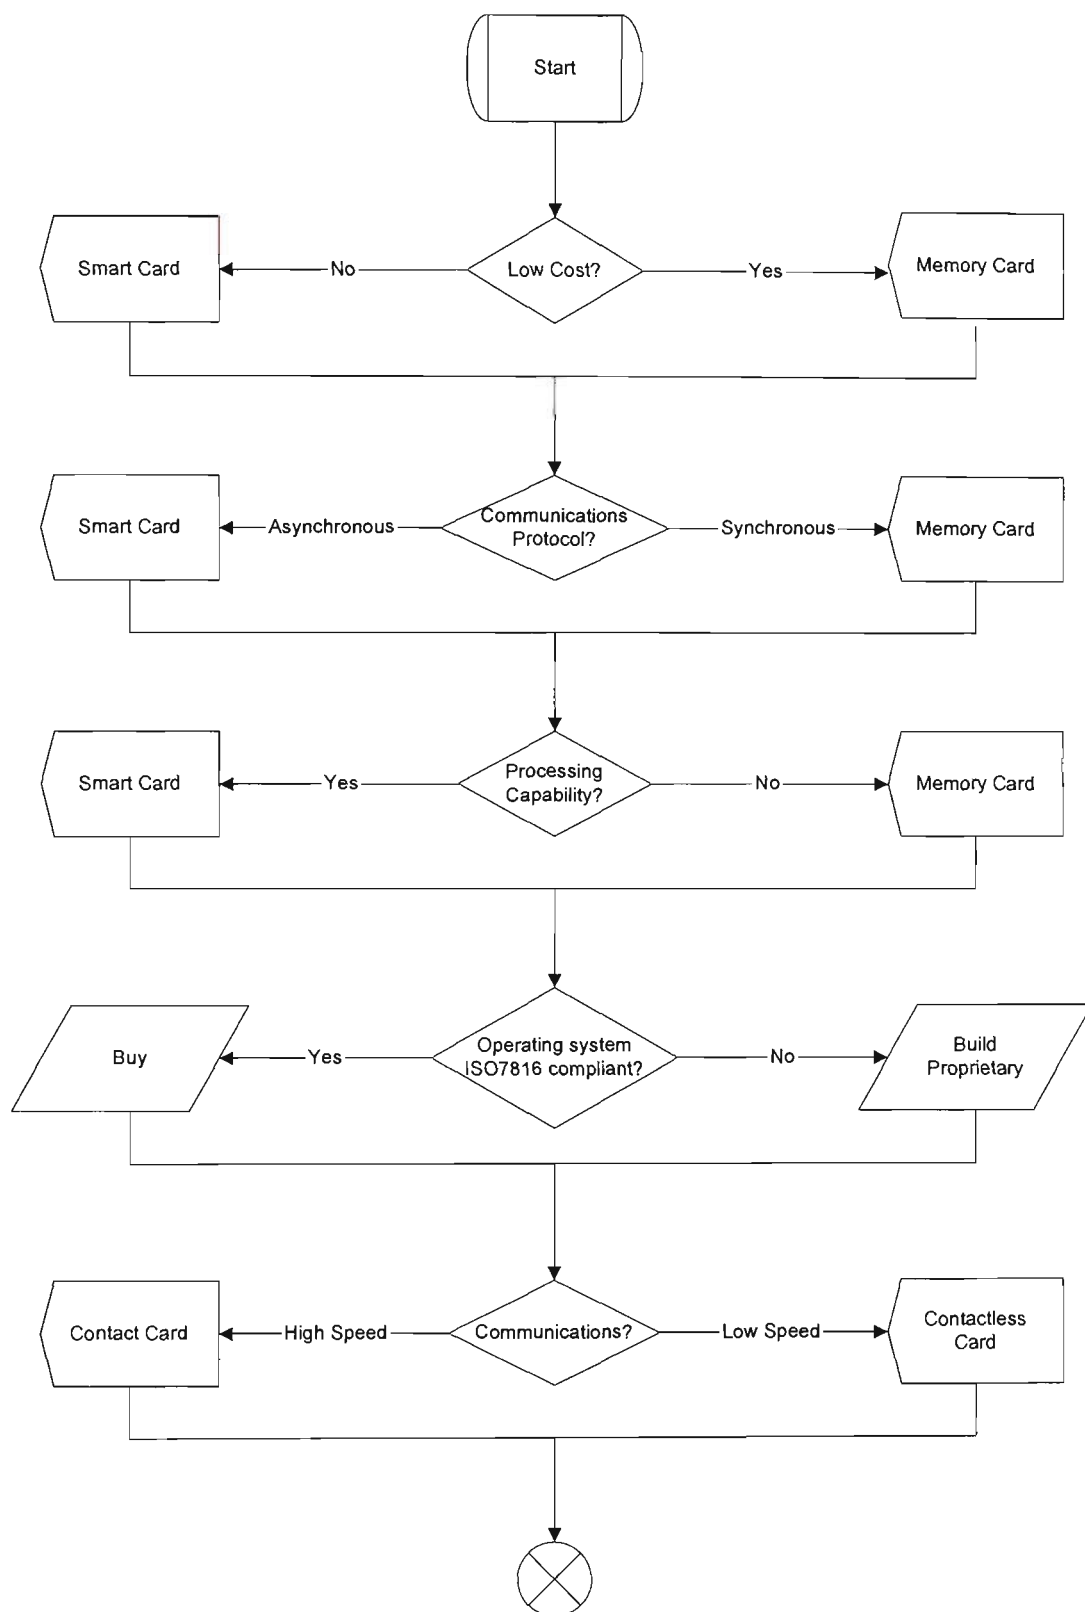 Start
Smart Card
No
Low Cost?
Yes
Memory Card
Smart Card
Asynchronous
Communications
Protocol?
Synchronous
Memory Card
Smart Card
Yes
Processing
Capability?
No
Memory Card
Buy
Yes
Operating system
ISO7816 compliant?
No
Build
Proprietary
Contact Card
High Speed
Communications?
Low Speed
Contactless
Card